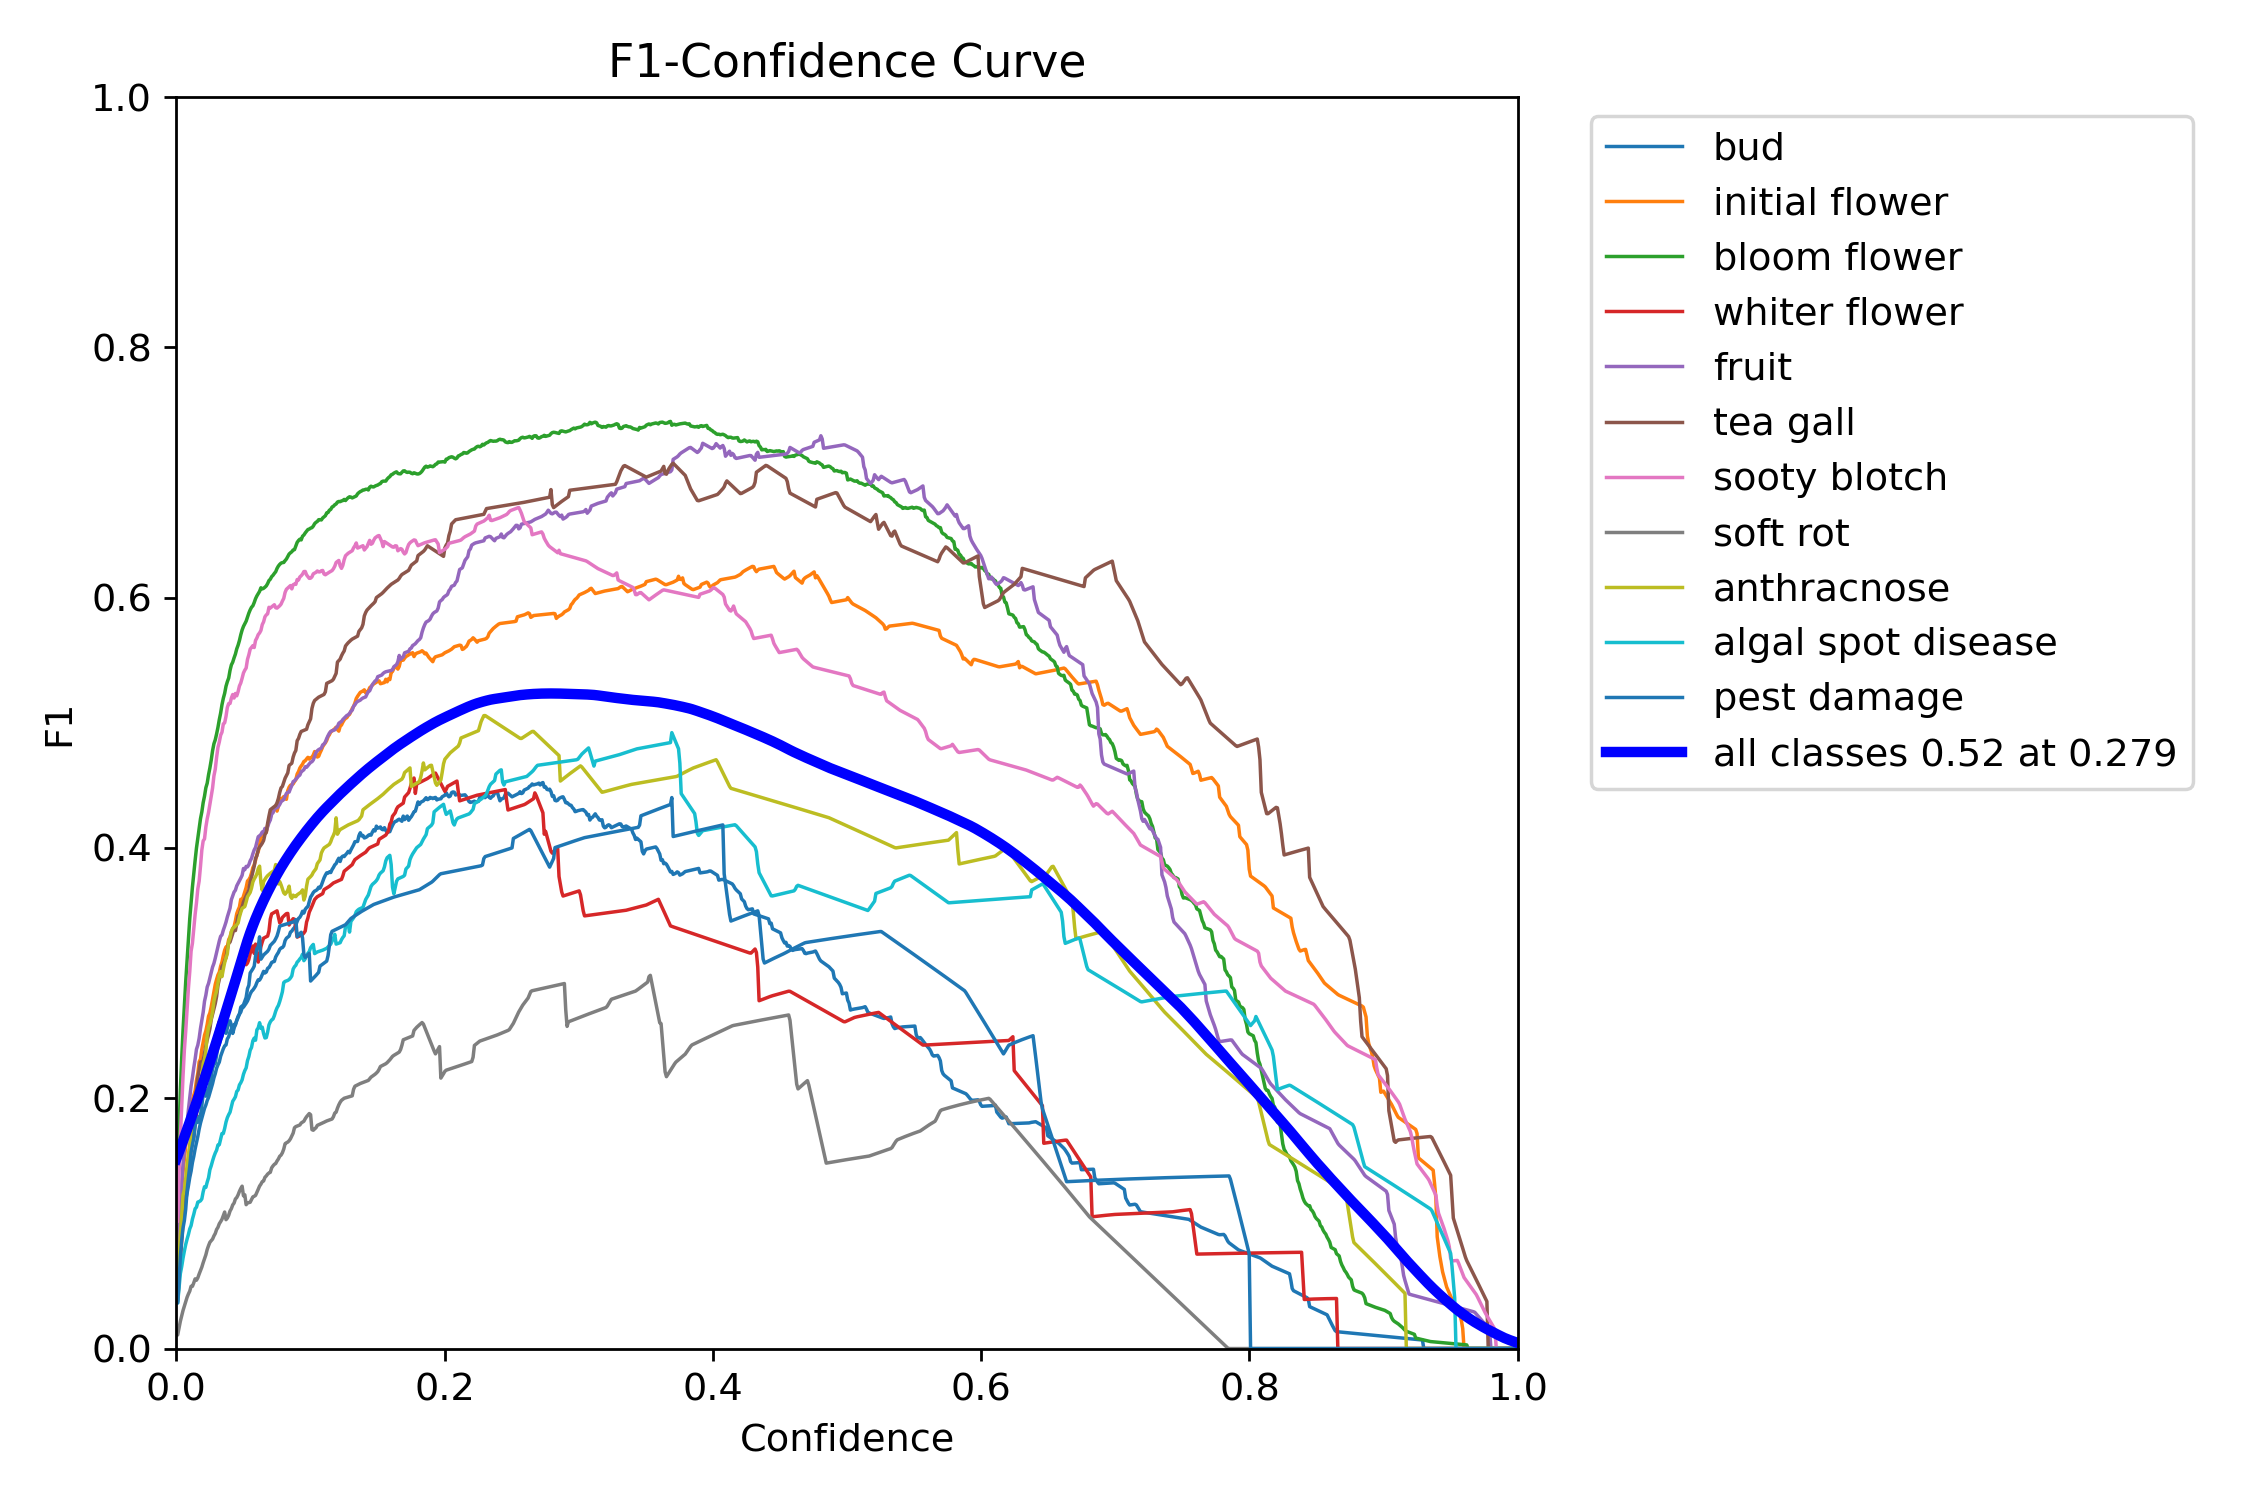 F1-Confidence Curve
1.0
0.8
0.6
0.4
0.2
0.0
F1
0.0 0.2 0.4 0.6 0.8 1.0
Confidence
bud
initial flower
bloom flower
whiter flower
fruit
tea gall
sooty blotch
soft rot
anthracnose
algal spot disease
pest damage
all classes 0.52 at 0.279